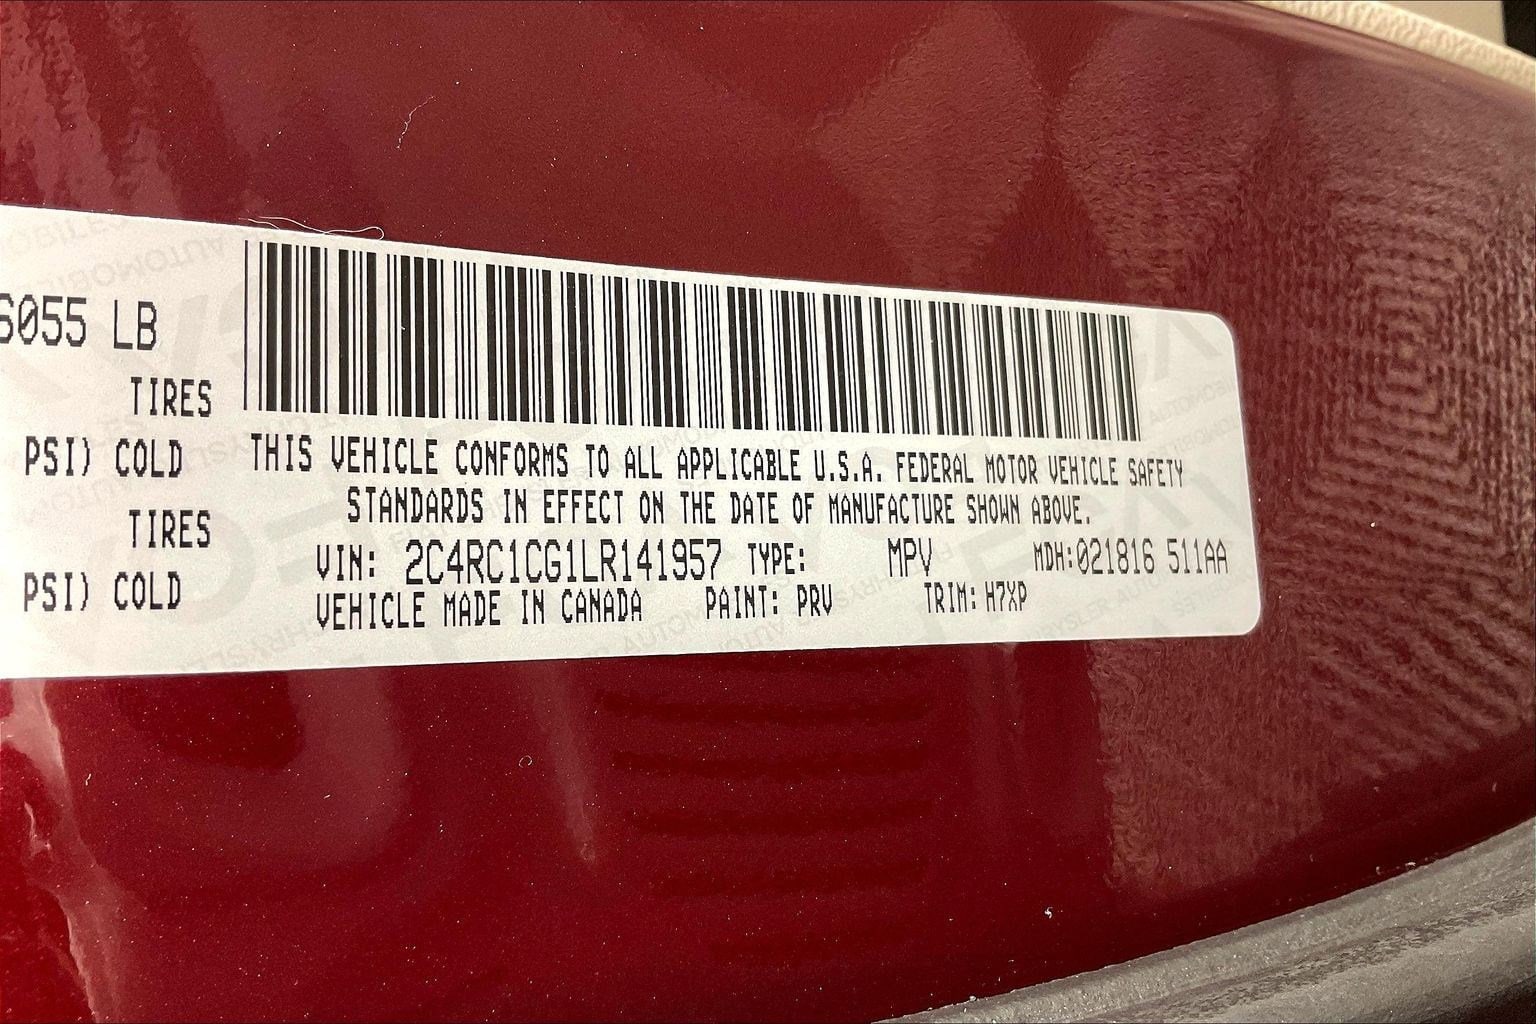 6055 LB
TIRES
PSI) COLD
TIRES
PSI) COLD
THIS VEHICLE CONFORMS TO ALL APPLICABLE U.S.A. FEDERAL MOTOR VEHICLE SAFETY
STANDARDS IN EFFECT ON THE DATE OF MANUFACTURE SHOWN ABOVE.
VIN: 2C4RC1CG1LR141957 TYPE: MPV MDH:021816 511AA
VEHICLE MADE IN CANADA PAINT: PRV TRIM: H7XP